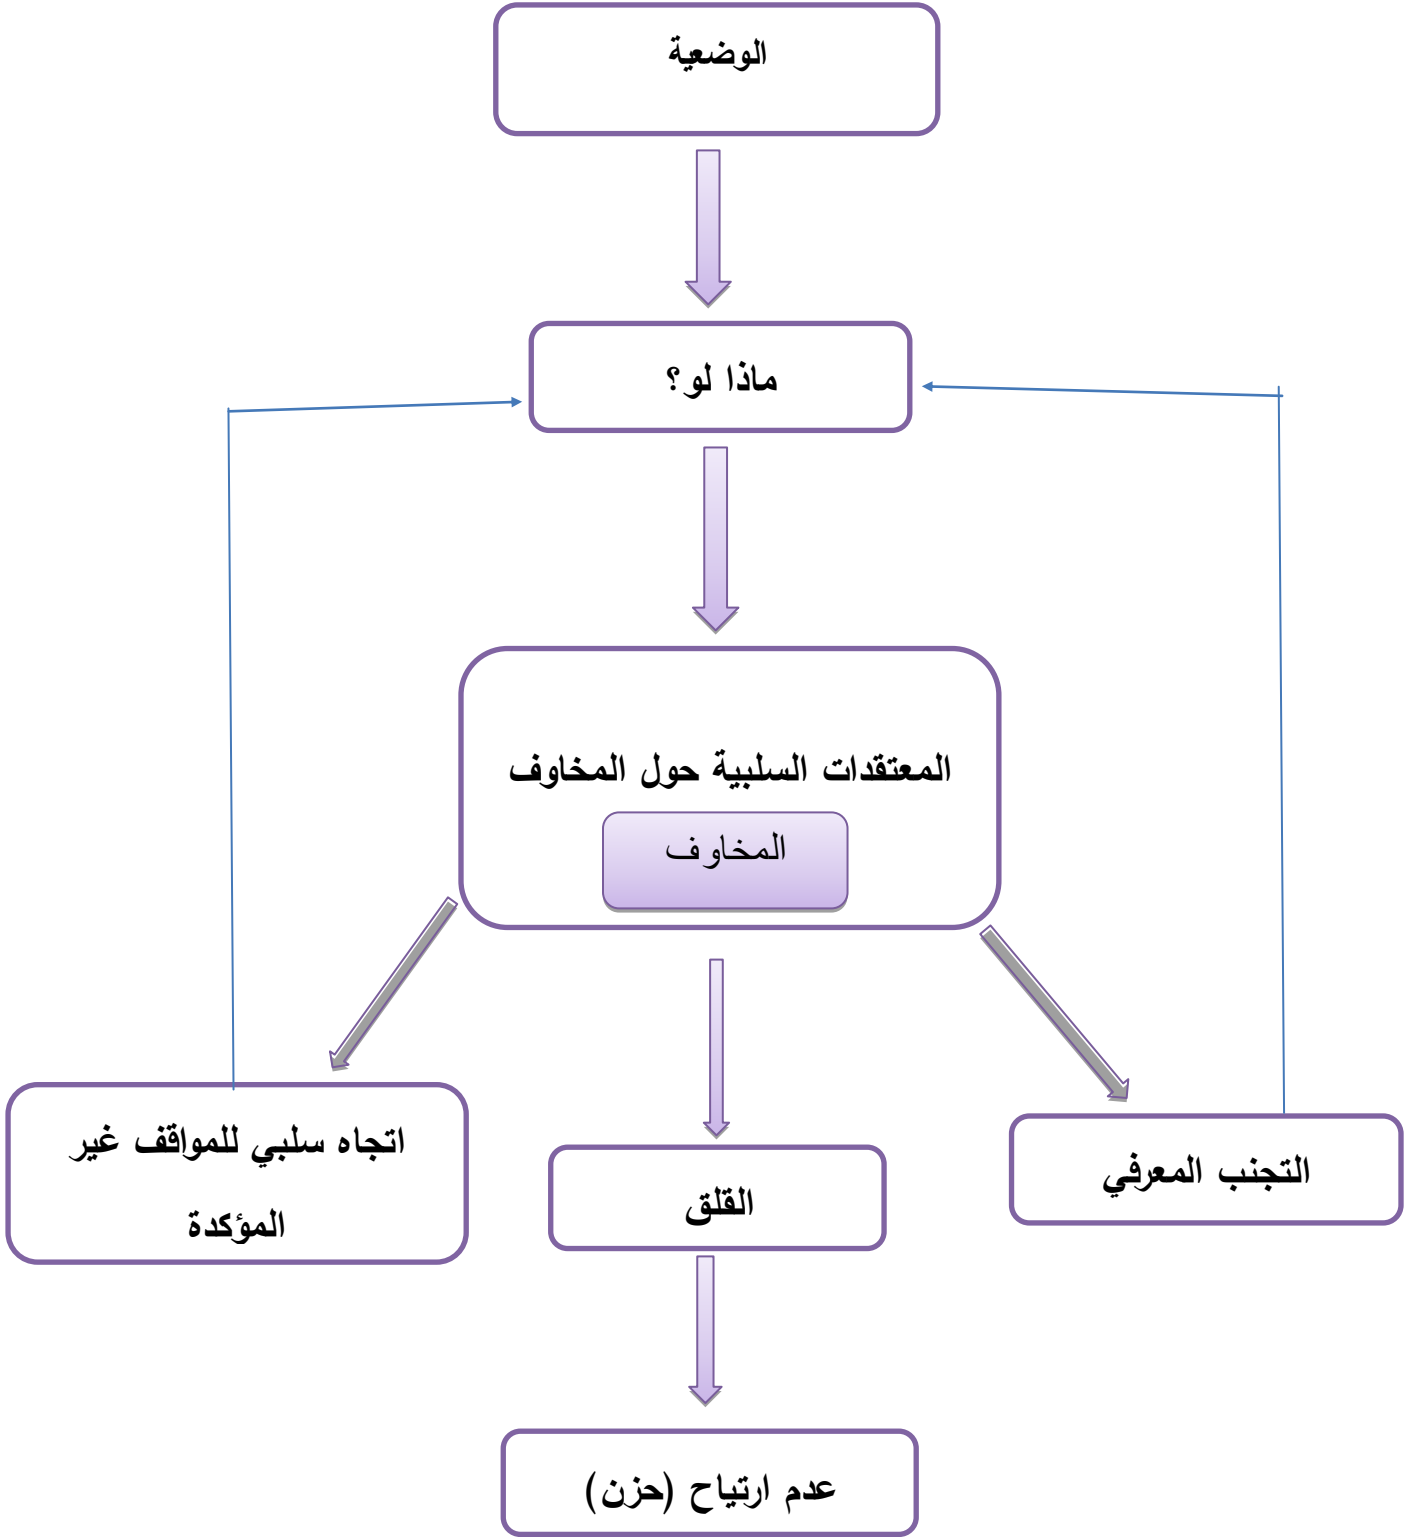 الوضعية
ماذا لو؟
المعتقدات السلبية حول المخاوف
المخاوف
التجنب المعرفي
القلق
اتجاه سلبي للمواقف غير
المؤكدة
عدم ارتياح (حزن)